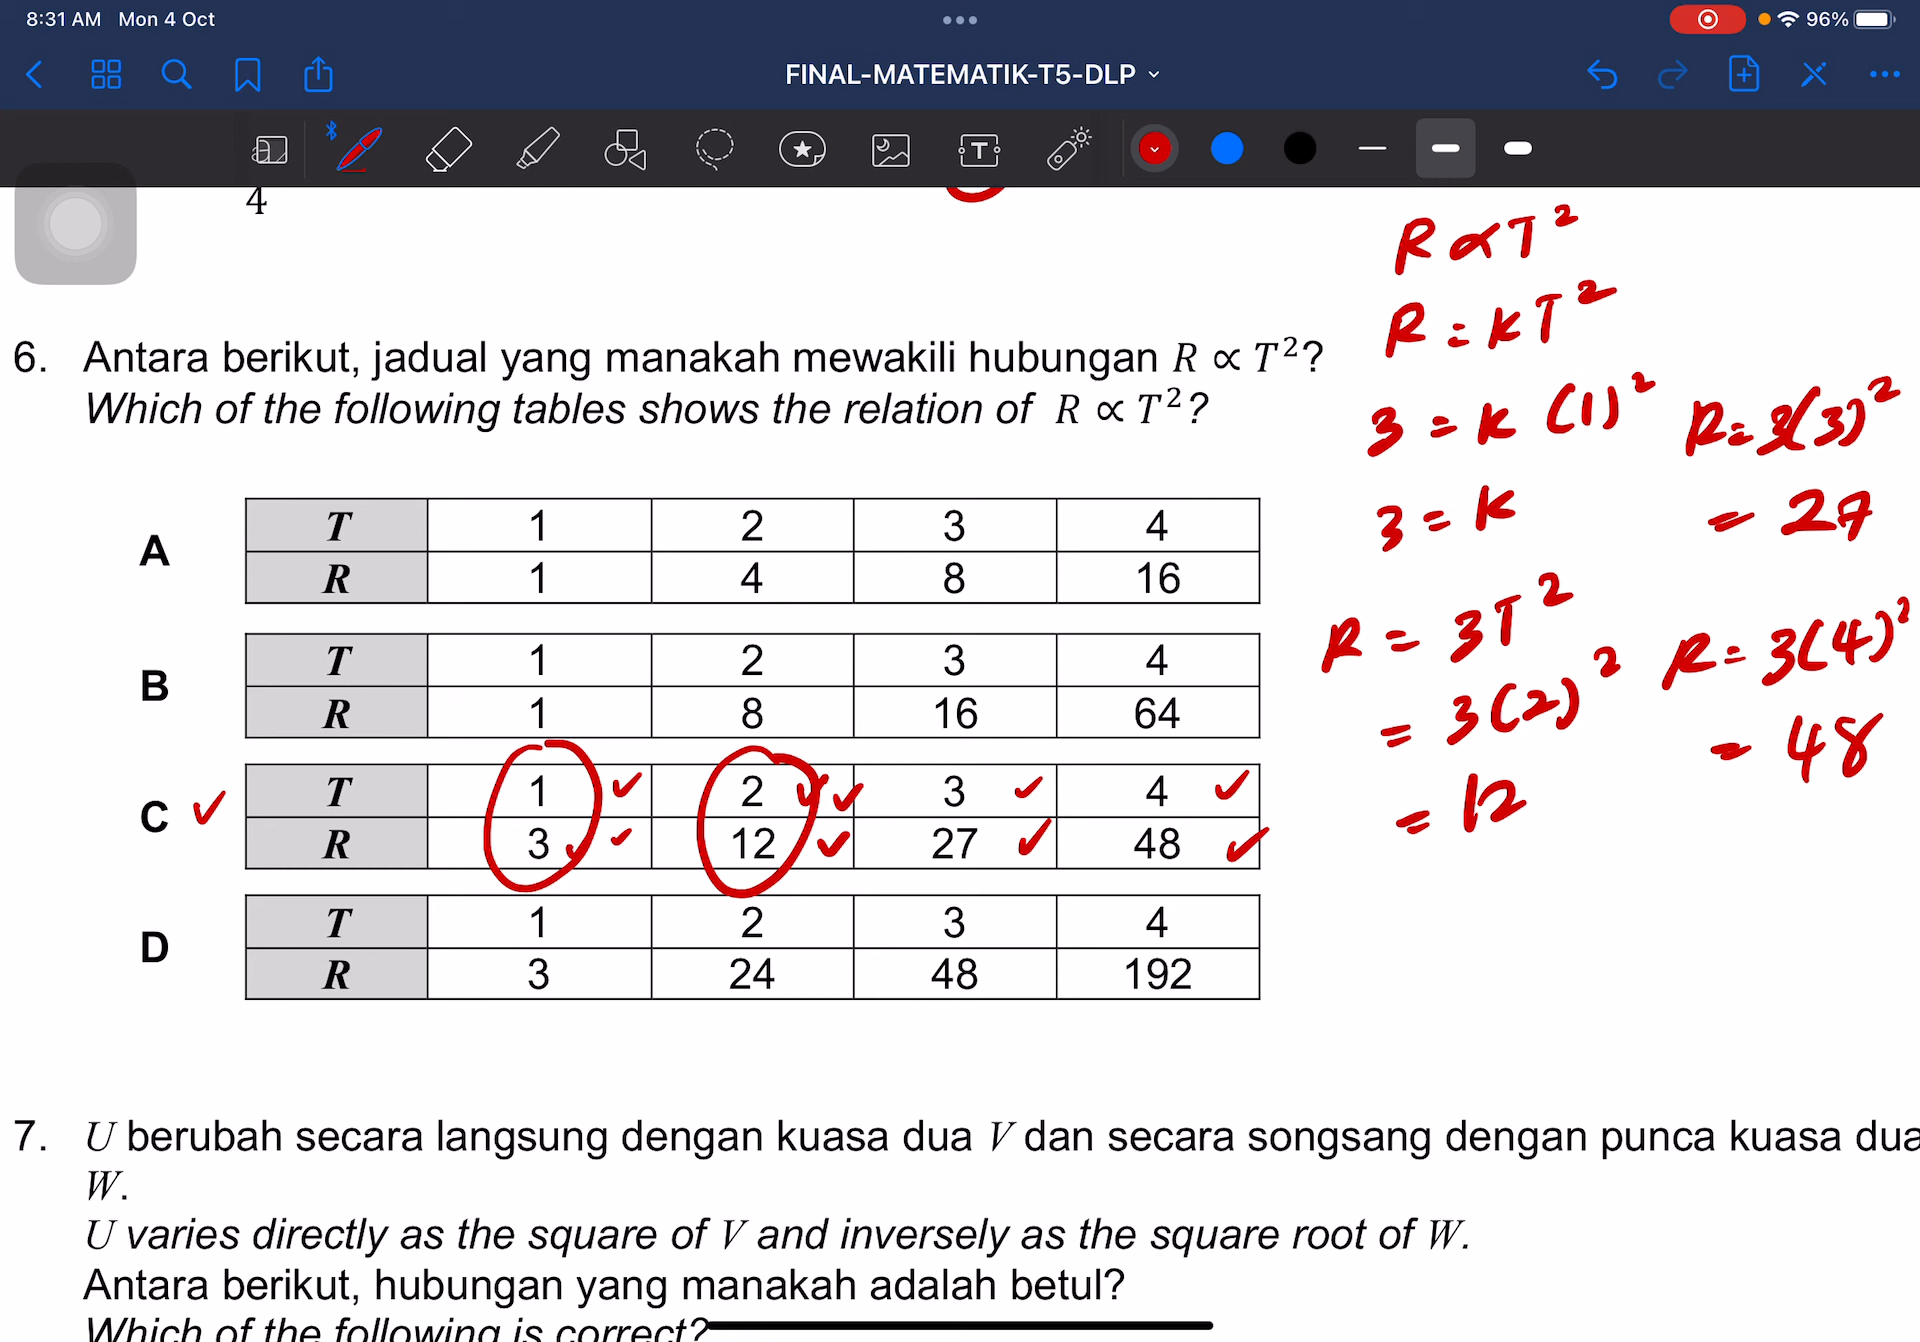 8:31 AM Mon 4 Oct
96%
FINAL-MATEMATIK-T5-DLP
4
6. Antara berikut, jadual yang manakah mewakili hubungan R ∝ T²?
Which of the following tables shows the relation of R ∝ T²?
A
T 1 2 3 4
R 1 4 8 16
B
T 1 2 3 4
R 1 8 16 64
C ✓
T 1 ✓ 2 ✓ ✓ 3 ✓ 4 ✓
R 3 ✓ ✓ 12 ✓ 27 ✓ 48 ✓
D
T 1 2 3 4
R 3 24 48 192
R ∝ T²
R = kT²
3 = k (1)²
3 = k
R = 3T²
= 3(2)²
= 12
R = 3(3)²
= 27
R = 3(4)²
= 48
7. U berubah secara langsung dengan kuasa dua V dan secara songsang dengan punca kuasa dua
W.
U varies directly as the square of V and inversely as the square root of W.
Antara berikut, hubungan yang manakah adalah betul?
Which of the following is correct?